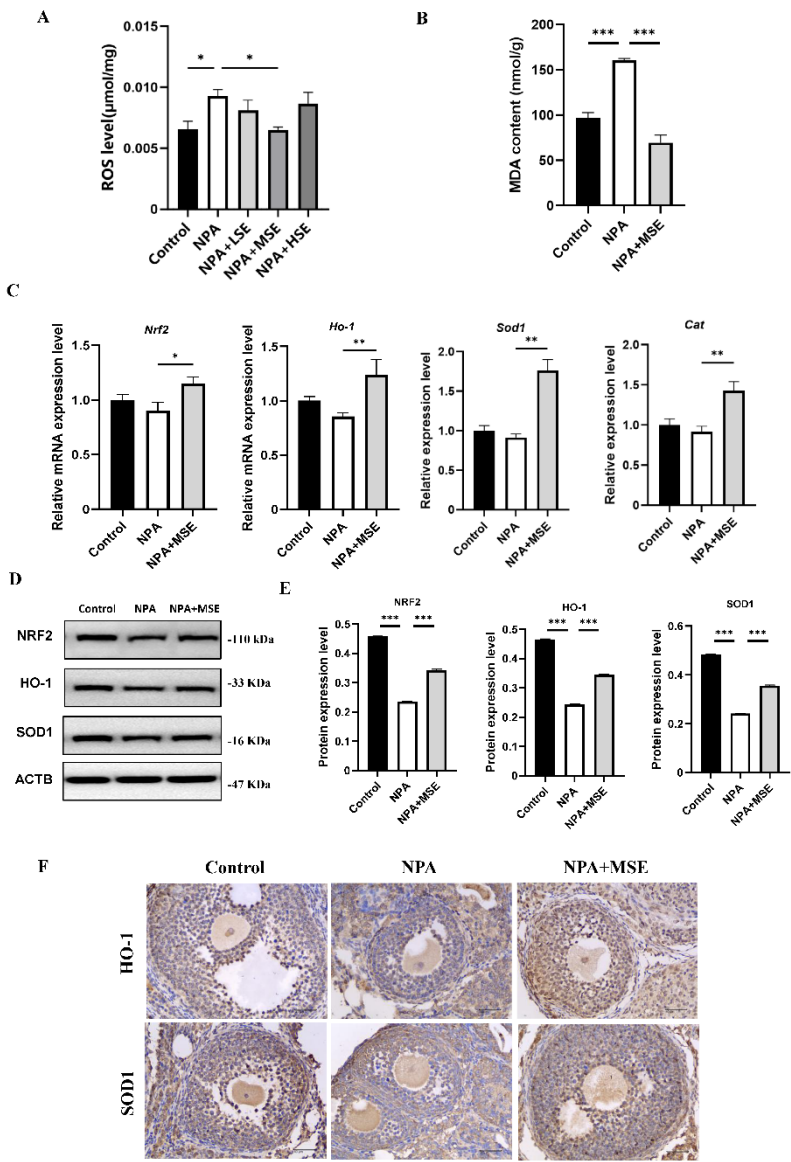 A
ROS level(μmol/mg)
0.015
0.010
0.005
0
*
*
Control
NPA
NPA+LSE
NPA+MSE
NPA+HSE
B
MDA content (nmol/g)
200
150
100
50
0
***
***
Control
NPA
NPA+MSE
C
Nrf2
Relative mRNA expression level
1.5
1.0
0.5
0
*
Control
NPA
NPA+MSE
Ho-1
Relative mRNA expression level
1.5
1.0
0.5
0
**
Control
NPA
NPA+MSE
Sod1
Relative expression level
2.0
1.5
1.0
0.5
0
**
Control
NPA
NPA+MSE
Cat
Relative expression level
2.0
1.5
1.0
0.5
0
**
Control
NPA
NPA+MSE
D
Control NPA NPA+MSE
NRF2 -110 kDa
HO-1 -33 KDa
SOD1 -16 KDa
ACTB -47 KDa
E
NRF2
Protein expression level
0.5
0.4
0.3
0.2
0.1
0
*** ***
Control
NPA
NPA+MSE
HO-1
Protein expression level
0.5
0.4
0.3
0.2
0.1
0
*** ***
Control
NPA
NPA+MSE
SOD1
Protein expression level
0.6
0.4
0.2
0
*** ***
Control
NPA
NPA+MSE
F
Control NPA NPA+MSE
HO-1
SOD1